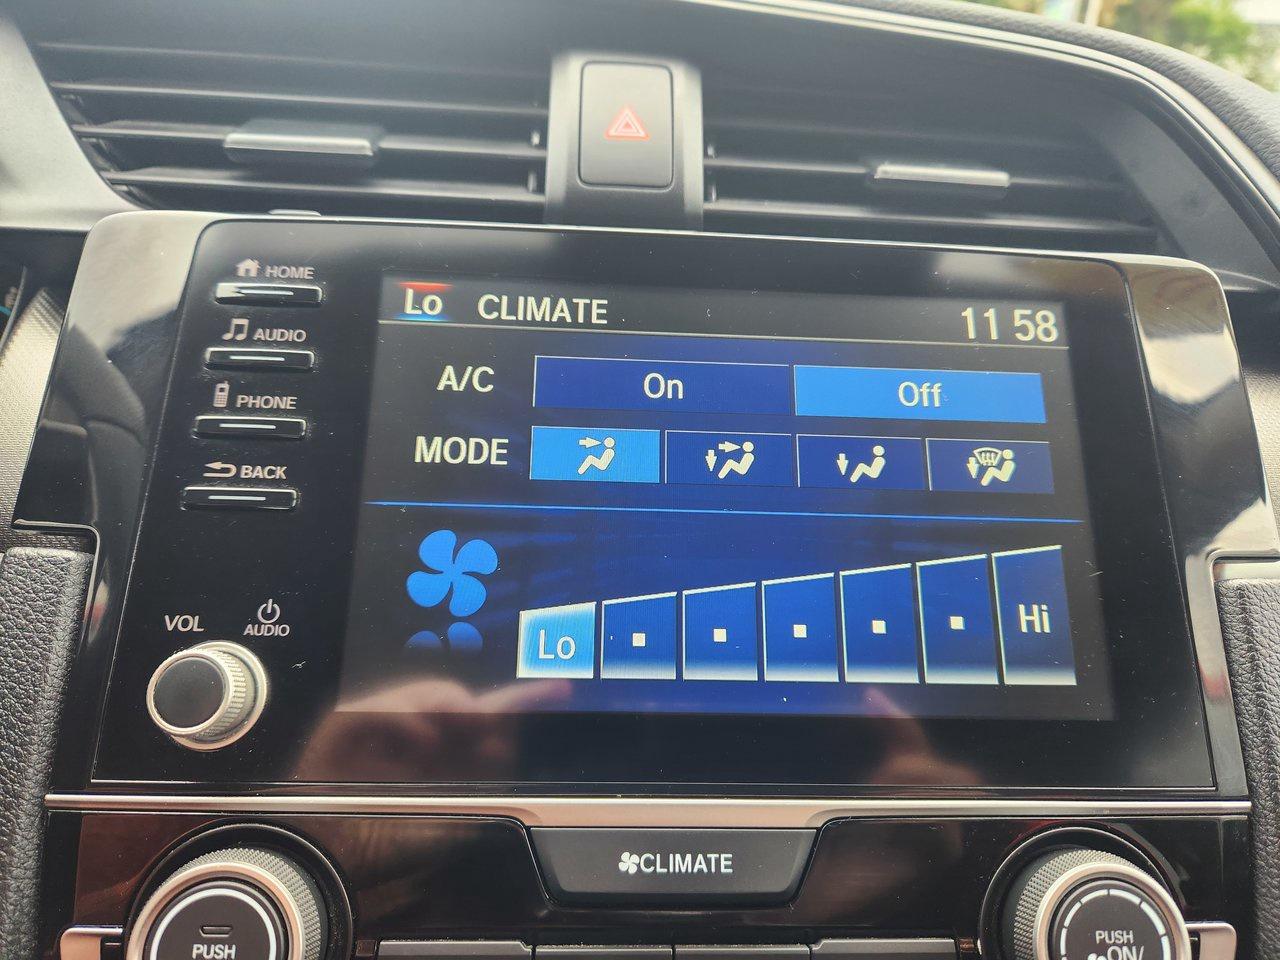 HOME
AUDIO
PHONE
BACK
VOL
AUDIO
Lo CLIMATE 11 58
A/C On Off
MODE
Lo Hi
CLIMATE
PUSH
PUSH
ON/